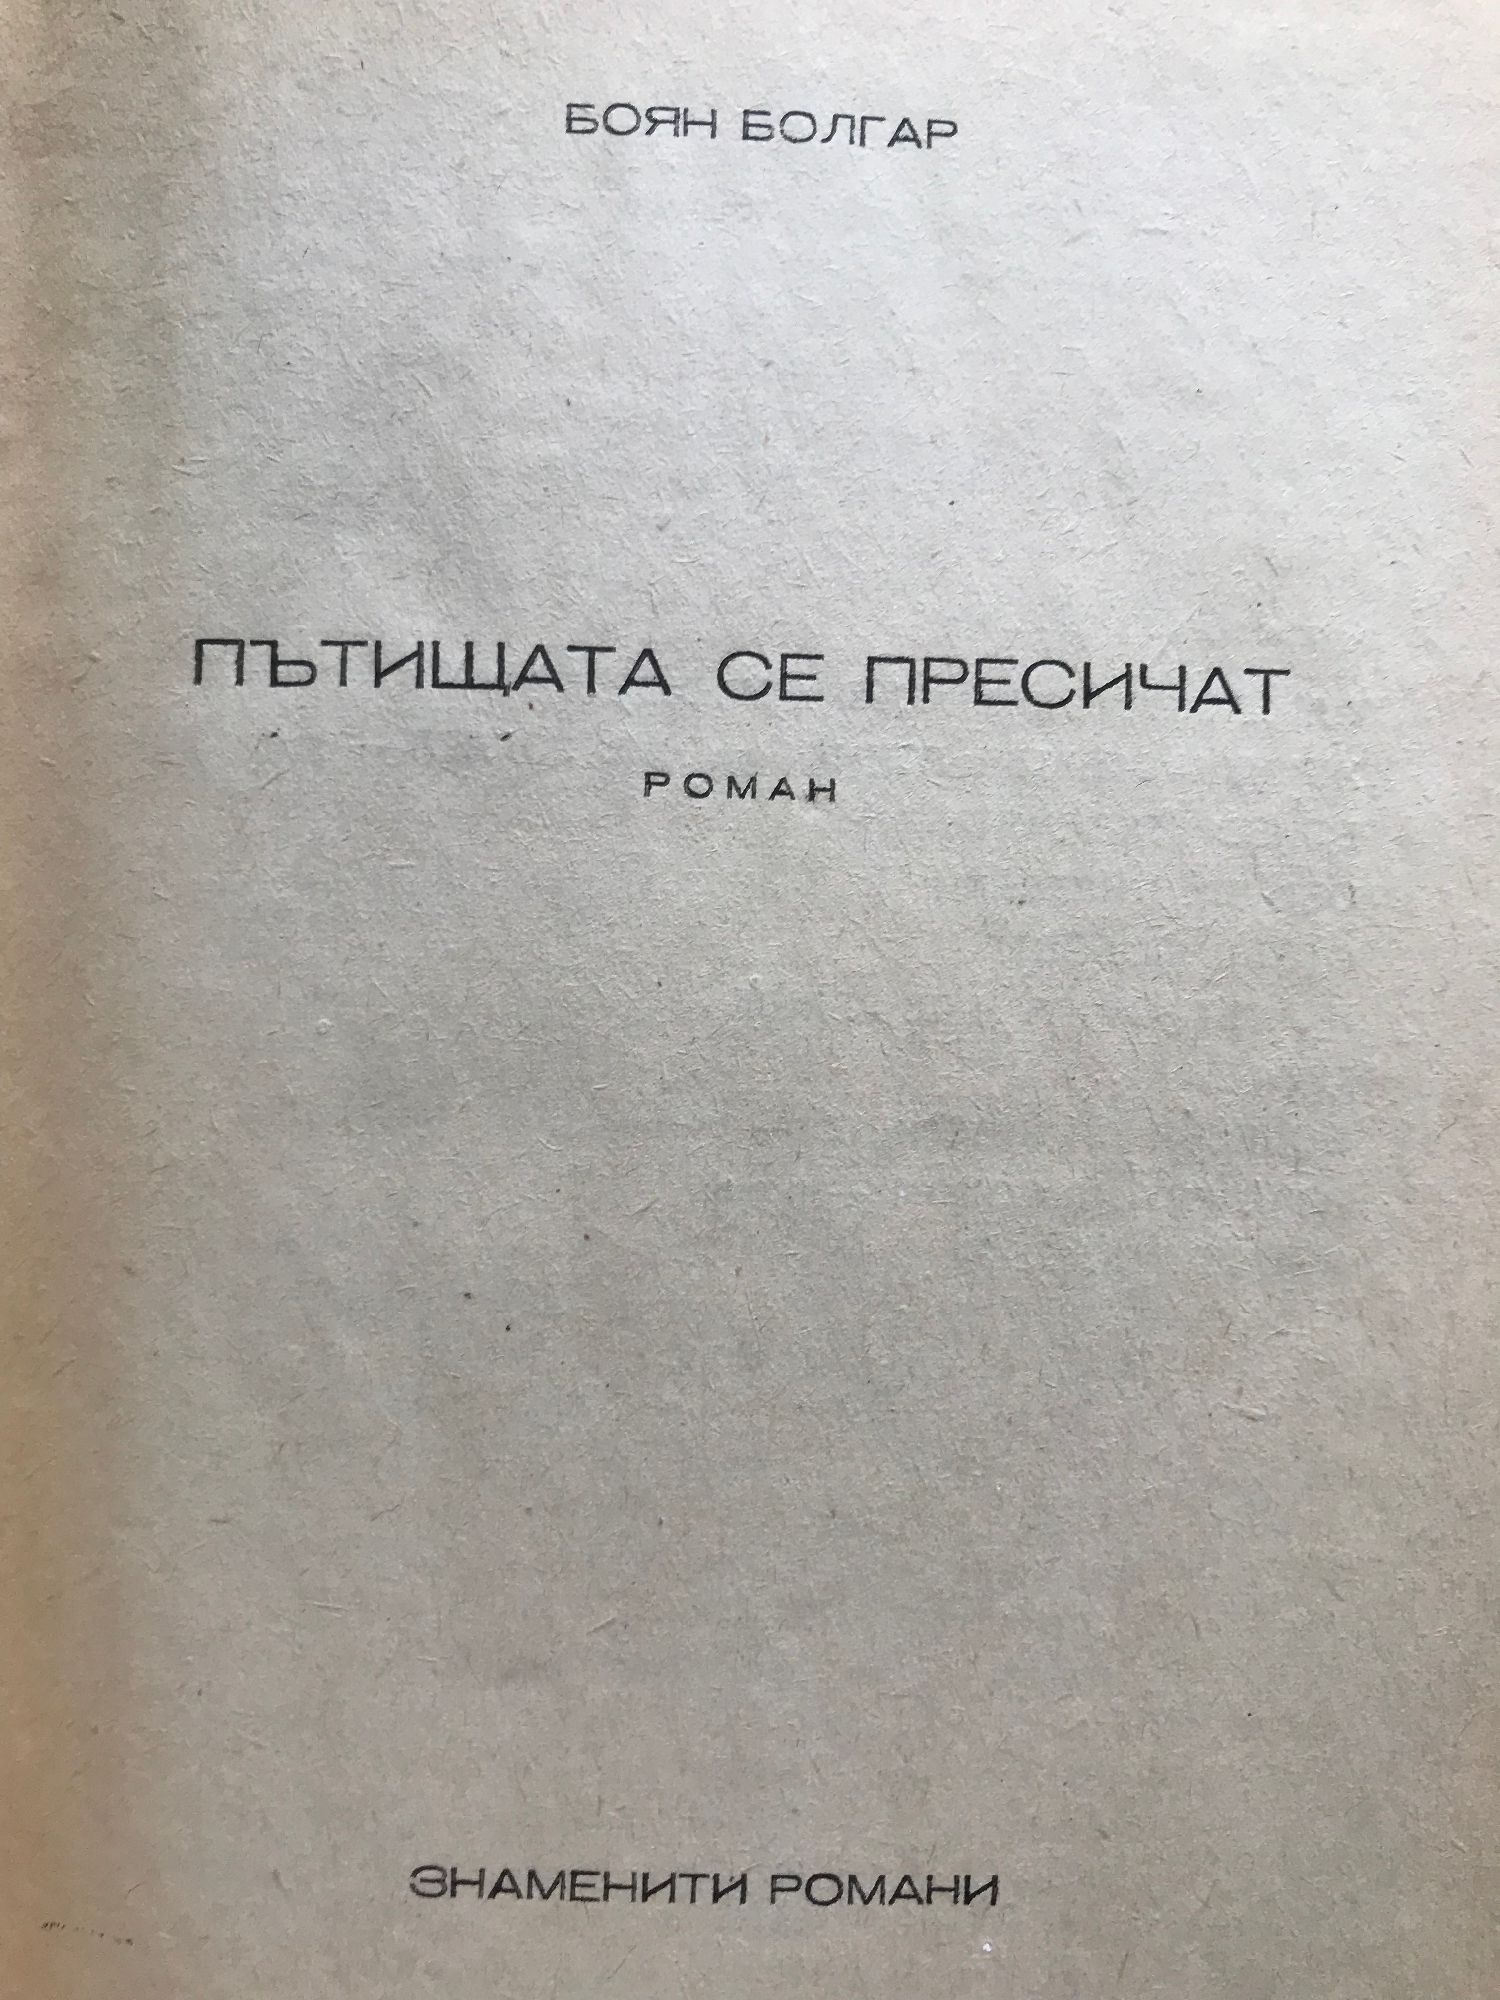 БОЯН БОЛГАР
ПЪТИЩАТА СЕ ПРЕСИЧАТ
РОМАН
ЗНАМЕНИТИ РОМАНИ